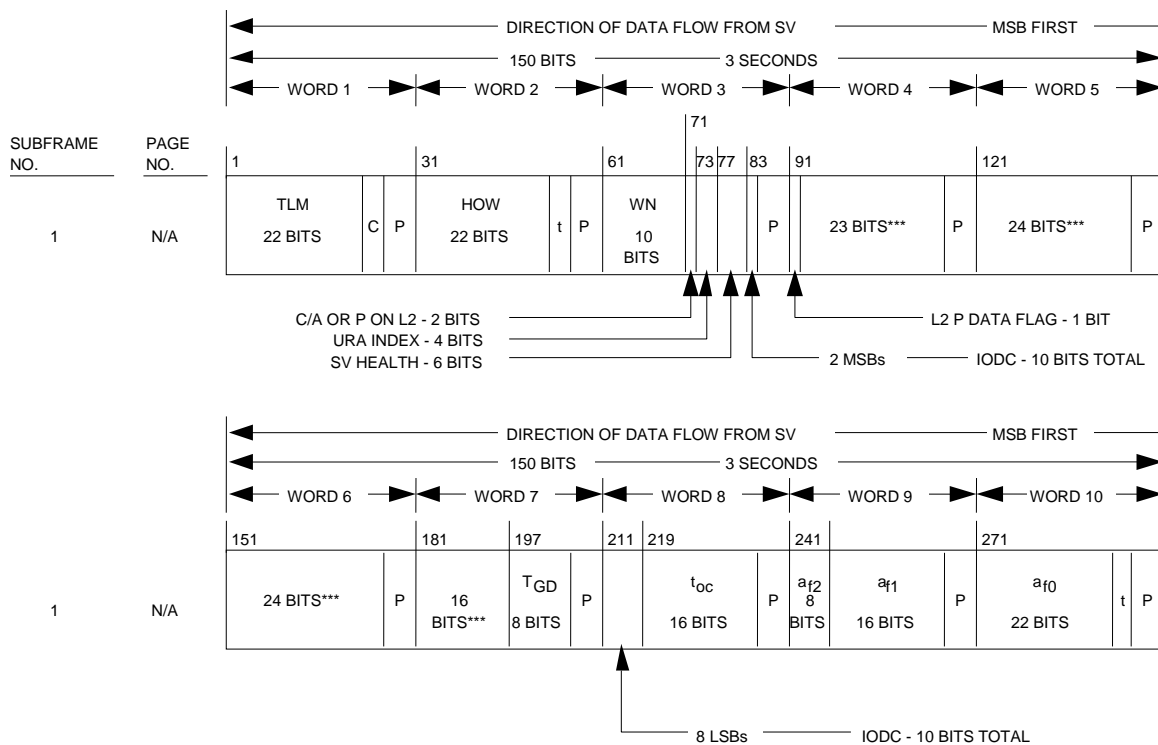 DIRECTION OF DATA FLOW FROM SV MSB FIRST
150 BITS 3 SECONDS
WORD 1 WORD 2 WORD 3 WORD 4 WORD 5
SUBFRAME NO. PAGE NO.
1 31 61 71 73 77 83 91 121
1 N/A
TLM 22 BITS C P
HOW 22 BITS t P
WN 10 BITS P
23 BITS*** P
24 BITS*** P
C/A OR P ON L2 - 2 BITS
URA INDEX - 4 BITS
SV HEALTH - 6 BITS
L2 P DATA FLAG - 1 BIT
2 MSBs IODC - 10 BITS TOTAL
DIRECTION OF DATA FLOW FROM SV MSB FIRST
150 BITS 3 SECONDS
WORD 6 WORD 7 WORD 8 WORD 9 WORD 10
151 181 197 211 219 241 271
1 N/A
24 BITS*** P
16 BITS***
TGD 8 BITS P
toc 16 BITS P
af2 8 BITS
af1 16 BITS P
af0 22 BITS t P
8 LSBs IODC - 10 BITS TOTAL